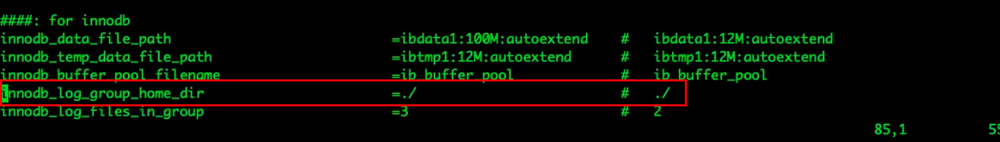 ####: for innodb
innodb_data_file_path =ibdata1:100M:autoextend # ibdata1:12M:autoextend
innodb_temp_data_file_path =ibtmp1:12M:autoextend # ibtmp1:12M:autoextend
innodb_buffer_pool_filename =ib_buffer_pool # ib_buffer_pool
innodb_log_group_home_dir =./ # ./
innodb_log_files_in_group =3 # 2
85,1 55